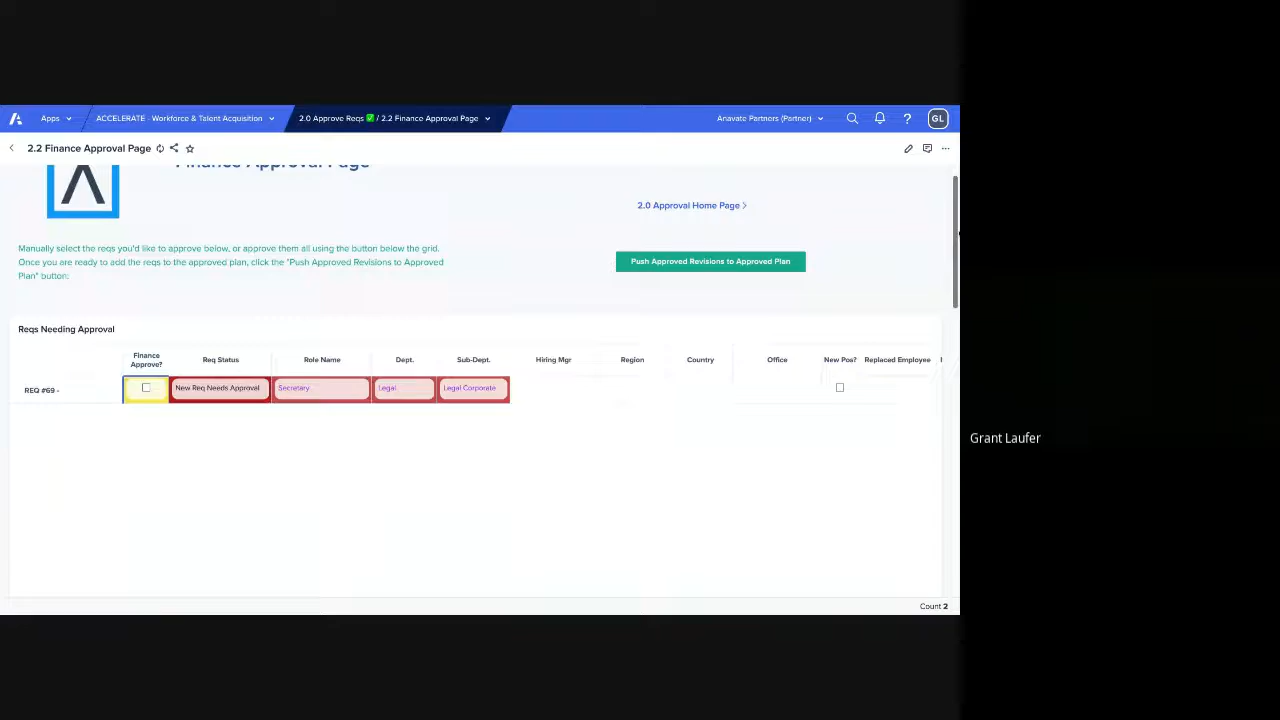 Apps
ACCELERATE - Workforce & Talent Acquisition
2.0 Approve Reqs ✅ / 2.2 Finance Approval Page
Anavate Partners (Partner)
?
GL
2.2 Finance Approval Page
Finance Approval Page
2.0 Approval Home Page
Manually select the reqs you'd like to approve below, or approve them all using the button below the grid.
Once you are ready to add the reqs to the approved plan, click the "Push Approved Revisions to Approved
Plan" button:
Push Approved Revisions to Approved Plan
Reqs Needing Approval
Finance
Approve?
Req Status
Role Name
Dept.
Sub-Dept.
Hiring Mgr
Region
Country
Office
New Pos?
Replaced Employee
REQ #69 -
New Req Needs Approval
Secretary
Legal
Legal Corporate
Grant Laufer
Count 2